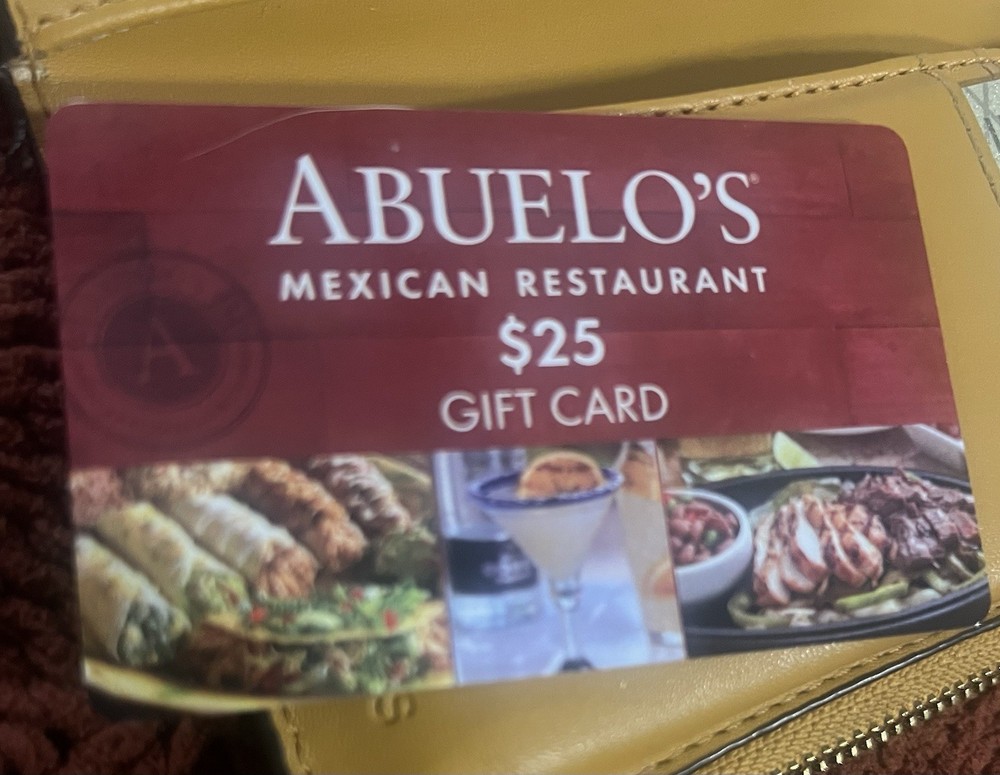 ABUELO'S®
MEXICAN RESTAURANT
$25
GIFT CARD
A